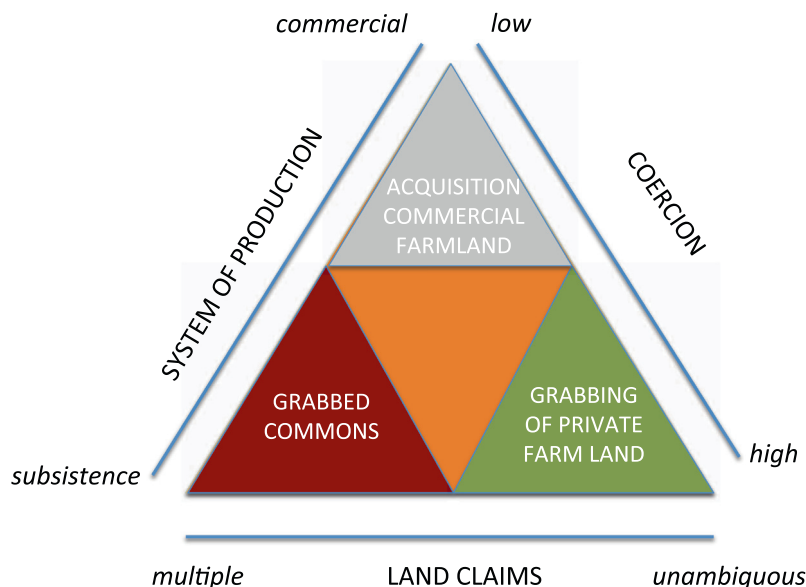 commercial
low
SYSTEM OF PRODUCTION
COERCION
ACQUISITION
COMMERCIAL
FARMLAND
GRABBED
COMMONS
GRABBING
OF PRIVATE
FARM LAND
subsistence
high
multiple
LAND CLAIMS
unambiguous